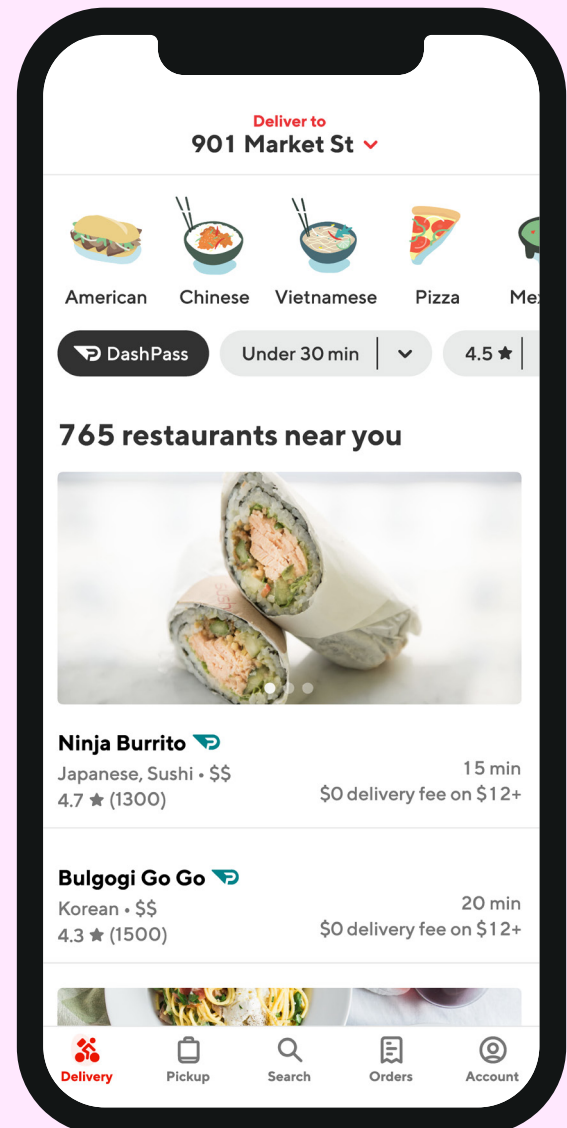 Deliver to
901 Market St
American Chinese Vietnamese Pizza
DashPass Under 30 min 4.5 ★
765 restaurants near you
Ninja Burrito
Japanese, Sushi • $$
15 min
4.7 ★ (1300)
$0 delivery fee on $12+
Bulgogi Go Go
Korean • $$
20 min
4.3 ★ (1500)
$0 delivery fee on $12+
Delivery Pickup Search Orders Account